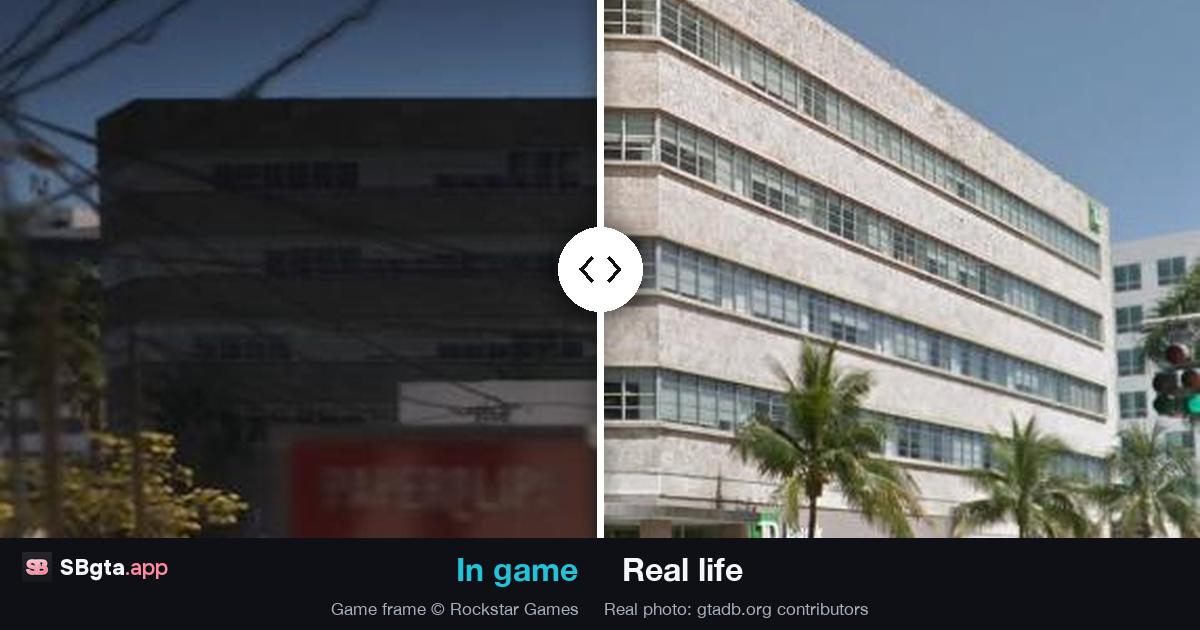 SB SBgta.app
In game Real life
Game frame © Rockstar Games Real photo: gtadb.org contributors